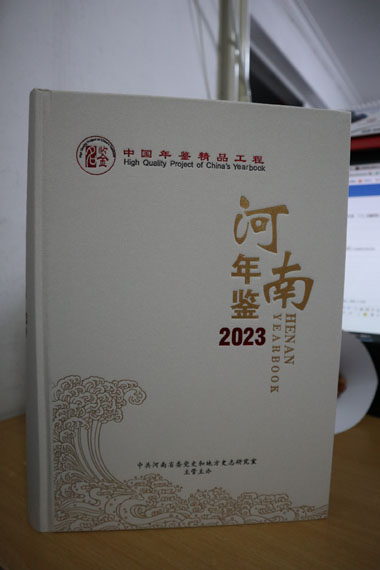 中国年鉴精品工程
High Quality Project of China's Yearbook
河南
年鉴
2023
HENAN
YEARBOOK
中共河南省委党史和地方史志研究室
主管主办